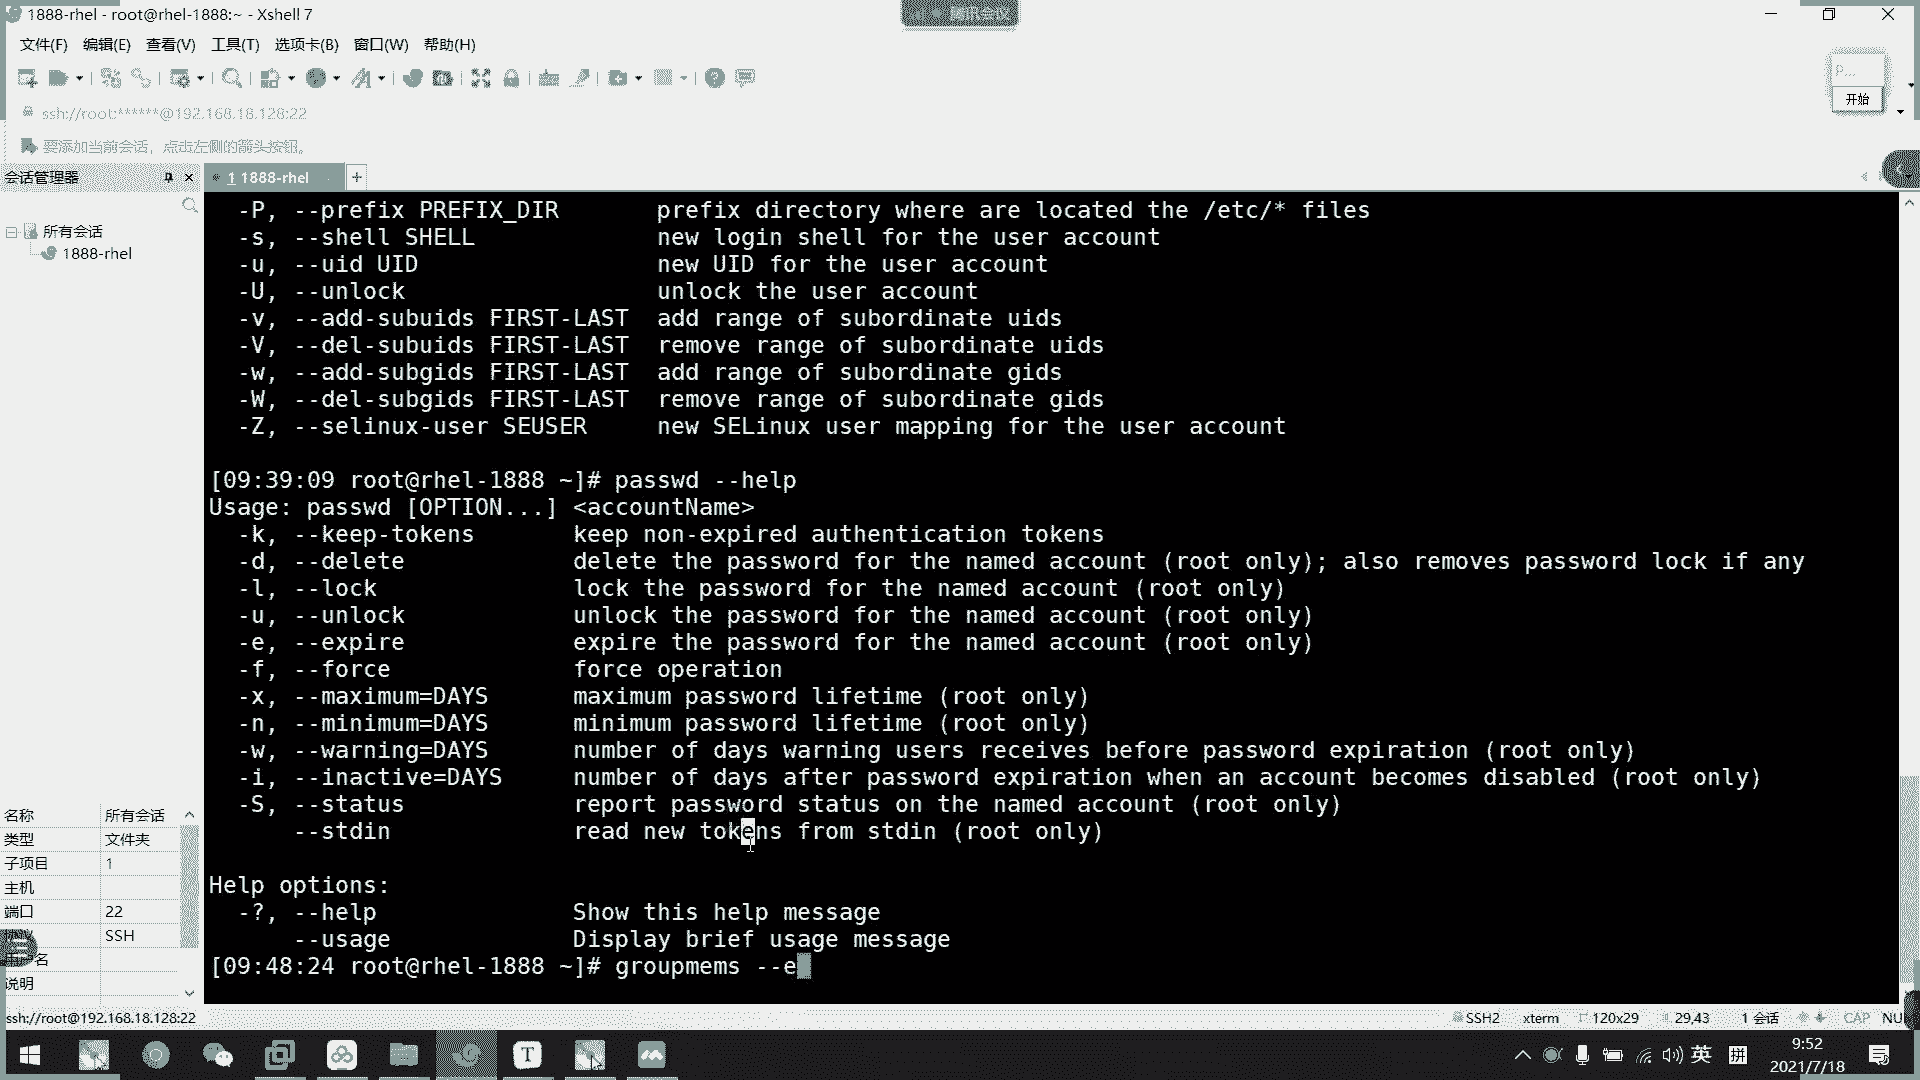 1888-rhel - root@rhel-1888:~ - Xshell 7
腾讯会议
文件(F) 编辑(E) 查看(V) 工具(T) 选项卡(B) 窗口(W) 帮助(H)
P...
开始
ssh://root:******@192.168.18.128:22
要添加当前会话，点击左侧的箭头按钮。
会话管理器
1 1888-rhel
所有会话
1888-rhel
-P, --prefix PREFIX_DIR       prefix directory where are located the /etc/* files
-s, --shell SHELL             new login shell for the user account
-u, --uid UID                 new UID for the user account
-U, --unlock                  unlock the user account
-v, --add-subuids FIRST-LAST  add range of subordinate uids
-V, --del-subuids FIRST-LAST  remove range of subordinate uids
-w, --add-subgids FIRST-LAST  add range of subordinate gids
-W, --del-subgids FIRST-LAST  remove range of subordinate gids
-Z, --selinux-user SEUSER     new SELinux user mapping for the user account
[09:39:09 root@rhel-1888 ~]# passwd --help
Usage: passwd [OPTION...] <accountName>
-k, --keep-tokens       keep non-expired authentication tokens
-d, --delete            delete the password for the named account (root only); also removes password lock if any
-l, --lock              lock the password for the named account (root only)
-u, --unlock            unlock the password for the named account (root only)
-e, --expire            expire the password for the named account (root only)
-f, --force             force operation
-x, --maximum=DAYS      maximum password lifetime (root only)
-n, --minimum=DAYS      minimum password lifetime (root only)
-w, --warning=DAYS      number of days warning users receives before password expiration (root only)
-i, --inactive=DAYS     number of days after password expiration when an account becomes disabled (root only)
-S, --status            report password status on the named account (root only)
--stdin             read new tokens from stdin (root only)
Help options:
-?, --help              Show this help message
--usage             Display brief usage message
[09:48:24 root@rhel-1888 ~]# groupmems --e
名称 所有会话
类型 文件夹
子项目 1
主机
端口 22
SSH
户名
说明
ssh://root@192.168.18.128:22
SSH2 xterm 120x29 29,43 1 会话 CAP NU
英 拼 9:52
2021/7/18